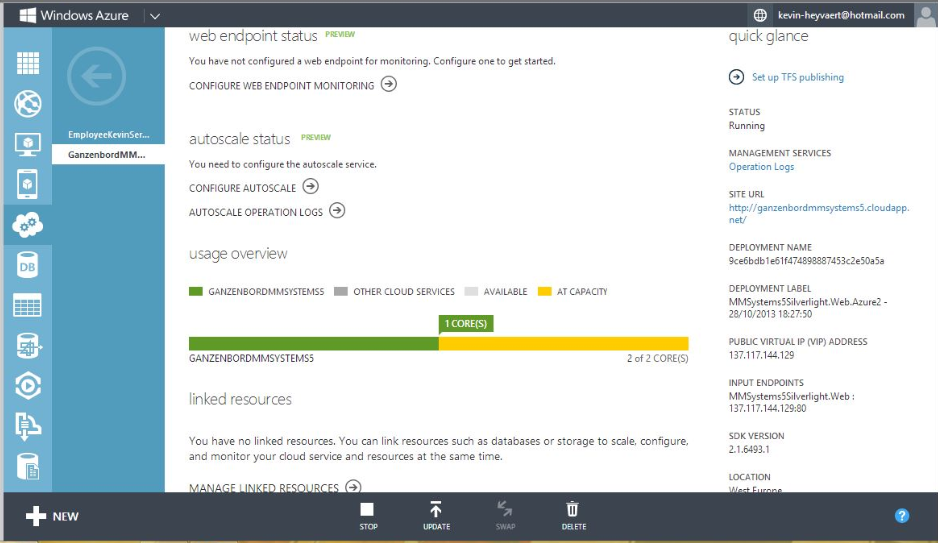 Windows Azure
kevin-heyvaert@hotmail.com
EmployeeKevinSer...
GanzenbordMM...
web endpoint status PREVIEW
You have not configured a web endpoint for monitoring. Configure one to get started.
CONFIGURE WEB ENDPOINT MONITORING
autoscale status PREVIEW
You need to configure the autoscale service.
CONFIGURE AUTOSCALE
AUTOSCALE OPERATION LOGS
usage overview
GANZENBORDMMSYSTEMS5 OTHER CLOUD SERVICES AVAILABLE AT CAPACITY
1 CORE(S)
GANZENBORDMMSYSTEMS5 2 of 2 CORE(S)
linked resources
You have no linked resources. You can link resources such as databases or storage to scale, configure,
and monitor your cloud service and resources at the same time.
MANAGE LINKED RESOURCES
quick glance
Set up TFS publishing
STATUS
Running
MANAGEMENT SERVICES
Operation Logs
SITE URL
http://ganzenbordmmsystems5.cloudapp.
net/
DEPLOYMENT NAME
9ce6bdb1e61f474898887453c2e50a5a
DEPLOYMENT LABEL
MMSystems5Silverlight.Web.Azure2 -
28/10/2013 18:27:50
PUBLIC VIRTUAL IP (VIP) ADDRESS
137.117.144.129
INPUT ENDPOINTS
MMSystems5Silverlight.Web :
137.117.144.129:80
SDK VERSION
2.1.6493.1
LOCATION
West Europe
DB
NEW
STOP
UPDATE
SWAP
DELETE
?